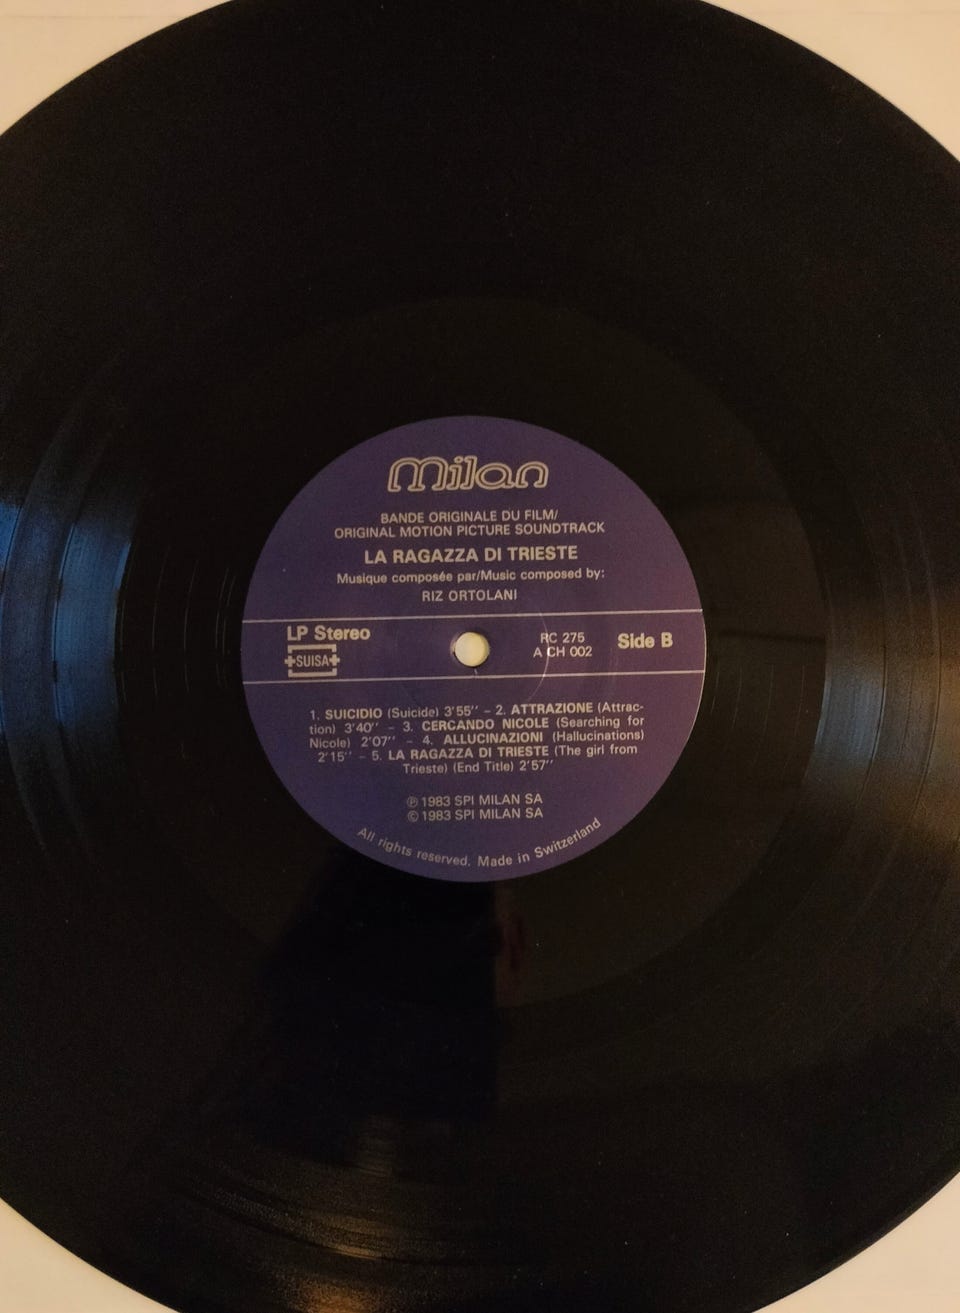 Milan
BANDE ORIGINALE DU FILM/
ORIGINAL MOTION PICTURE SOUNDTRACK
LA RAGAZZA DI TRIESTE
Musique composée par/Music composed by:
RIZ ORTOLANI
LP Stereo
SUISA
RC 275
A CH 002
Side B
1. SUICIDIO (Suicide) 3'55'' – 2. ATTRAZIONE (Attrac-
tion) 3'40'' – 3. CERCANDO NICOLE (Searching for
Nicole) 2'07'' – 4. ALLUCINAZIONI (Hallucinations)
2'15'' – 5. LA RAGAZZA DI TRIESTE (The girl from
Trieste) (End Title) 2'57''
℗ 1983 SPI MILAN SA
© 1983 SPI MILAN SA
All rights reserved. Made in Switzerland